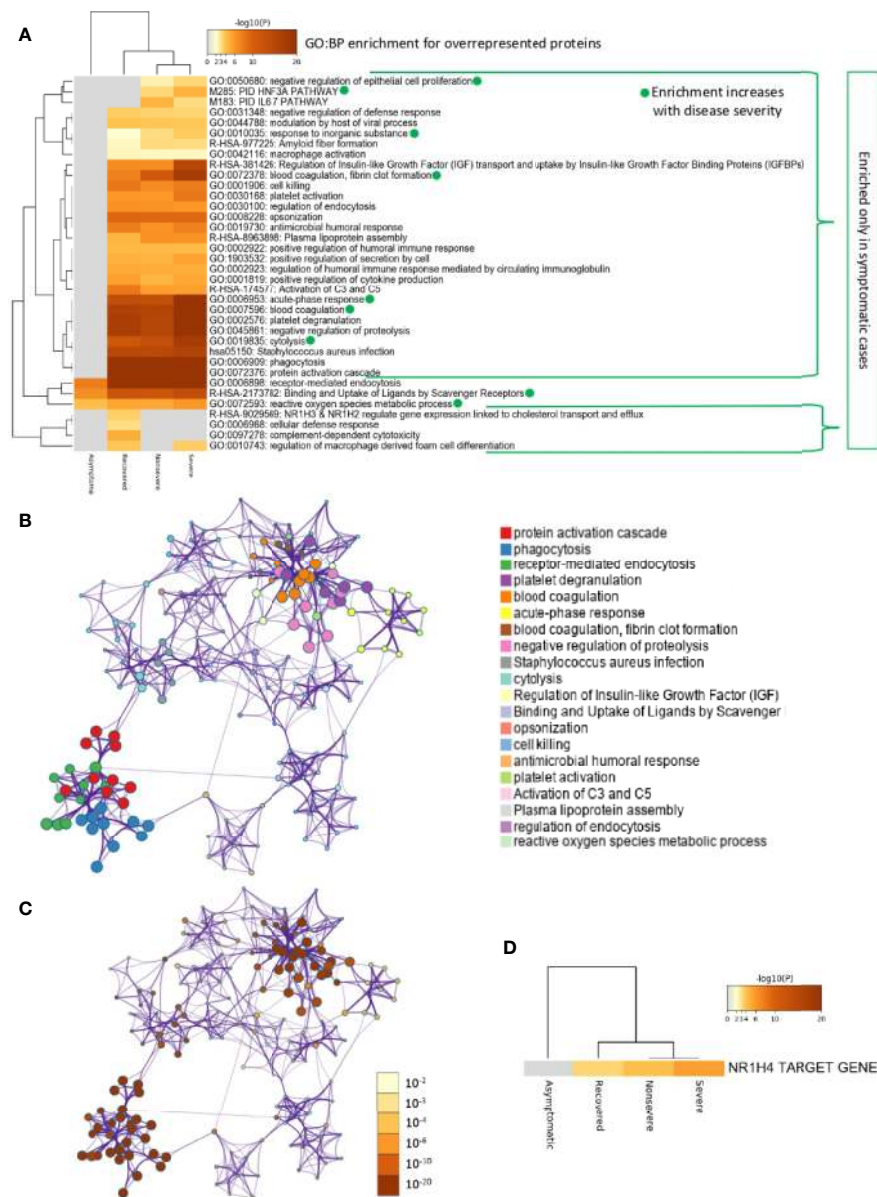 A
-log10(P)
0 234 6 10 20
GO:BP enrichment for overrepresented proteins
GO:0050680: negative regulation of epithelial cell proliferation
M285: PID HNF3A PATHWAY
M183: PID IL6 7 PATHWAY
GO:0031348: negative regulation of defense response
GO:0044788: modulation by host of viral process
GO:0010035: response to inorganic substance
R-HSA-977225: Amyloid fiber formation
GO:0042116: macrophage activation
R-HSA-381426: Regulation of Insulin-like Growth Factor (IGF) transport and uptake by Insulin-like Growth Factor Binding Proteins (IGFBPs)
GO:0072378: blood coagulation, fibrin clot formation
GO:0001906: cell killing
GO:0030168: platelet activation
GO:0030100: regulation of endocytosis
GO:0008228: opsonization
GO:0019730: antimicrobial humoral response
R-HSA-8963898: Plasma lipoprotein assembly
GO:0002922: positive regulation of humoral immune response
GO:1903532: positive regulation of secretion by cell
GO:0002923: regulation of humoral immune response mediated by circulating immunoglobulin
GO:0001819: positive regulation of cytokine production
R-HSA-174577: Activation of C3 and C5
GO:0006953: acute-phase response
GO:0007596: blood coagulation
GO:0002576: platelet degranulation
GO:0045861: negative regulation of proteolysis
GO:0019835: cytolysis
hsa05150: Staphylococcus aureus infection
GO:0006909: phagocytosis
GO:0072376: protein activation cascade
GO:0006898: receptor-mediated endocytosis
R-HSA-2173782: Binding and Uptake of Ligands by Scavenger Receptors
GO:0072593: reactive oxygen species metabolic process
R-HSA-9029569: NR1H3 & NR1H2 regulate gene expression linked to cholesterol transport and efflux
GO:0006968: cellular defense response
GO:0097278: complement-dependent cytotoxicity
GO:0010743: regulation of macrophage derived foam cell differentiation
Enrichment increases
with disease severity
Enriched only in symptomatic cases
Asymptoma
Recovered
Nonsevere
Severe
B
protein activation cascade
phagocytosis
receptor-mediated endocytosis
platelet degranulation
blood coagulation
acute-phase response
blood coagulation, fibrin clot formation
negative regulation of proteolysis
Staphylococcus aureus infection
cytolysis
Regulation of Insulin-like Growth Factor (IGF)
Binding and Uptake of Ligands by Scavenger
opsonization
cell killing
antimicrobial humoral response
platelet activation
Activation of C3 and C5
Plasma lipoprotein assembly
regulation of endocytosis
reactive oxygen species metabolic process
C
10-2
10-3
10-4
10-6
10-10
10-20
D
-log10(P)
0 234 6 10 20
NR1H4 TARGET GENE
Asymptomatic
Recovered
Nonsevere
Severe